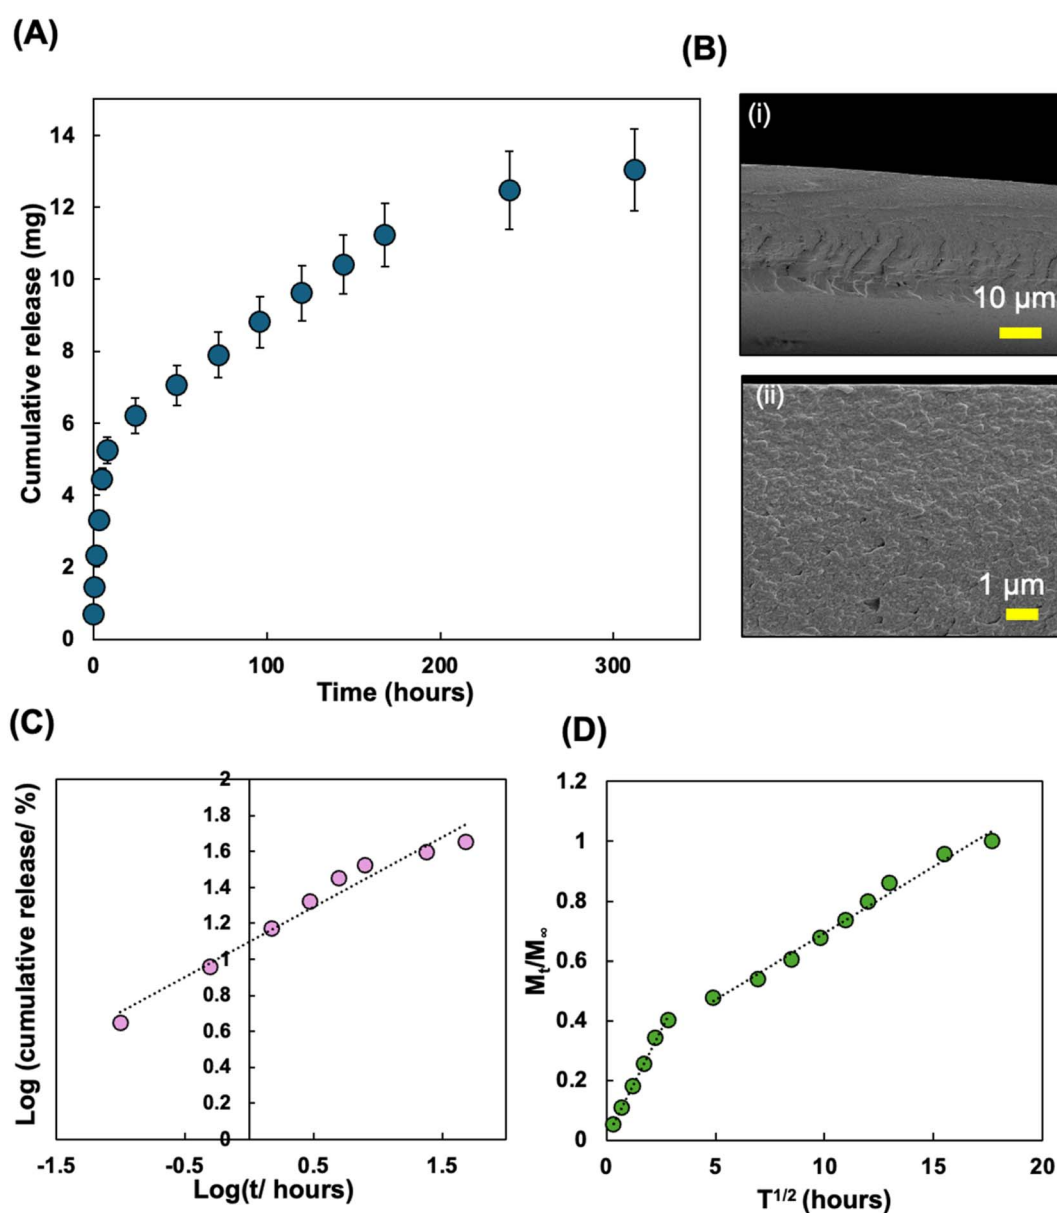 (A)
14
12
10
8
6
4
2
0
Cumulative release (mg)
0 100 200 300
Time (hours)
(B)
(i)
10 µm
(ii)
1 µm
(C)
2
1.8
1.6
1.4
1.2
1
0.8
0.6
0.4
0.2
0
Log (cumulative release/ %)
-1.5 -0.5 0.5 1.5
Log(t/ hours)
(D)
1.2
1
0.8
0.6
0.4
0.2
0
Mt/M∞
0 5 10 15 20
T1/2 (hours)